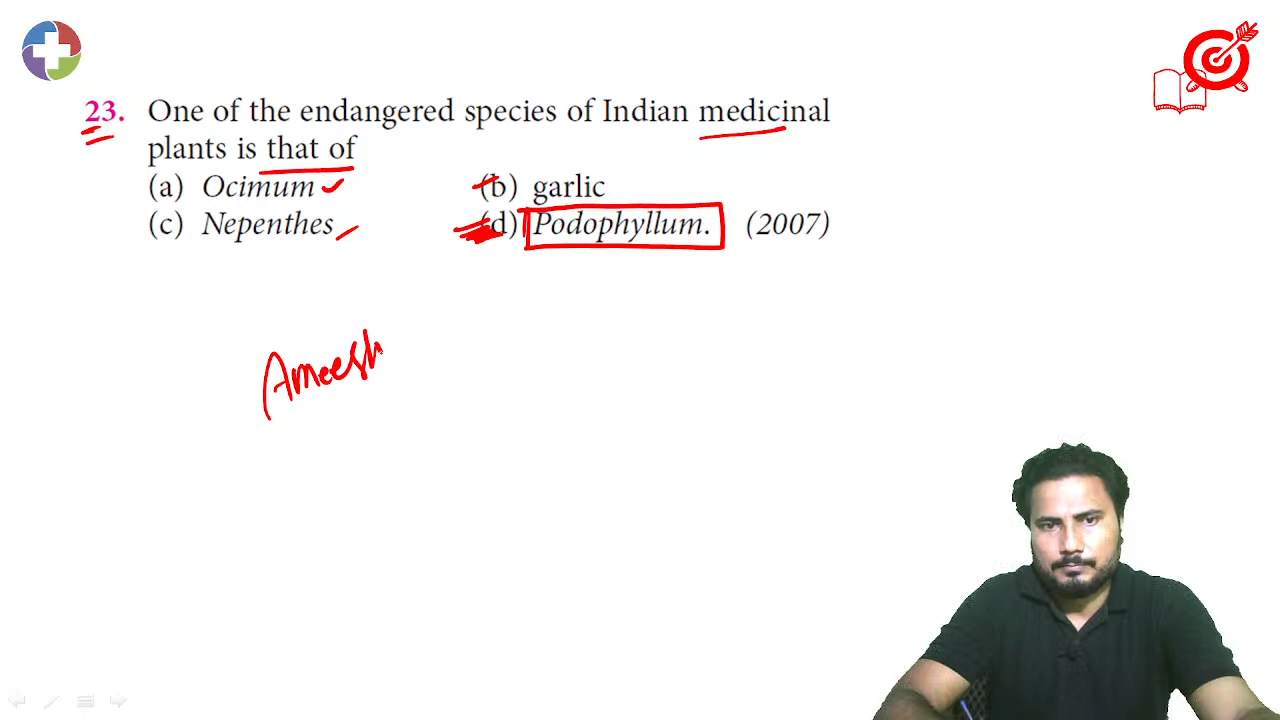 23. One of the endangered species of Indian medicinal
plants is that of
(a) Ocimum (b) garlic
(c) Nepenthes (d) Podophyllum. (2007)
Ameesh